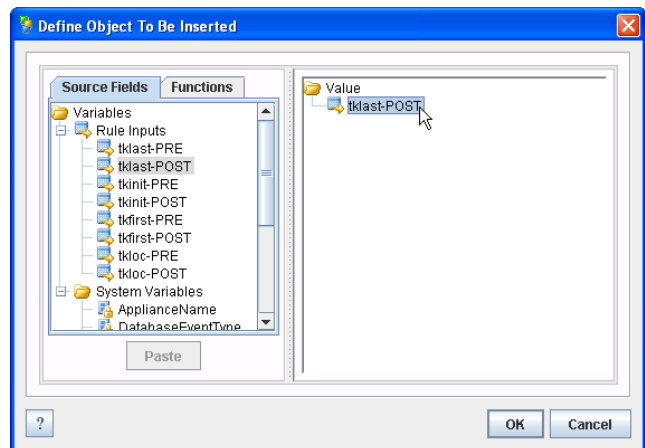 Define Object To Be Inserted
Source Fields
Functions
Variables
Rule Inputs
tklast-PRE
tklast-POST
tkinit-PRE
tkinit-POST
tkfirst-PRE
tkfirst-POST
tkloc-PRE
tkloc-POST
System Variables
ApplianceName
DatabaseEventType
Paste
Value
tklast-POST
?
OK
Cancel